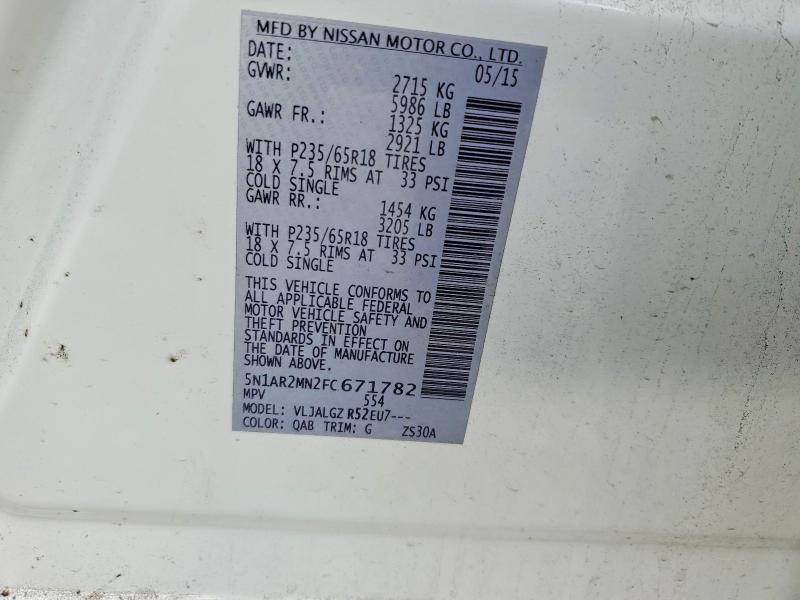 MFD BY NISSAN MOTOR CO., LTD.
DATE: 05/15
GVWR: 2715 KG
5986 LB
GAWR FR.: 1325 KG
2921 LB
WITH P235/65R18 TIRES
18 X 7.5 RIMS AT 33 PSI
COLD SINGLE
GAWR RR.: 1454 KG
3205 LB
WITH P235/65R18 TIRES
18 X 7.5 RIMS AT 33 PSI
COLD SINGLE
THIS VEHICLE CONFORMS TO
ALL APPLICABLE FEDERAL
MOTOR VEHICLE SAFETY AND
THEFT PREVENTION
STANDARDS IN EFFECT ON
THE DATE OF MANUFACTURE
SHOWN ABOVE.
5N1AR2MN2FC671782
MPV 554
MODEL: VLJALGZ R52EU7---
COLOR: QAB TRIM: G ZS30A